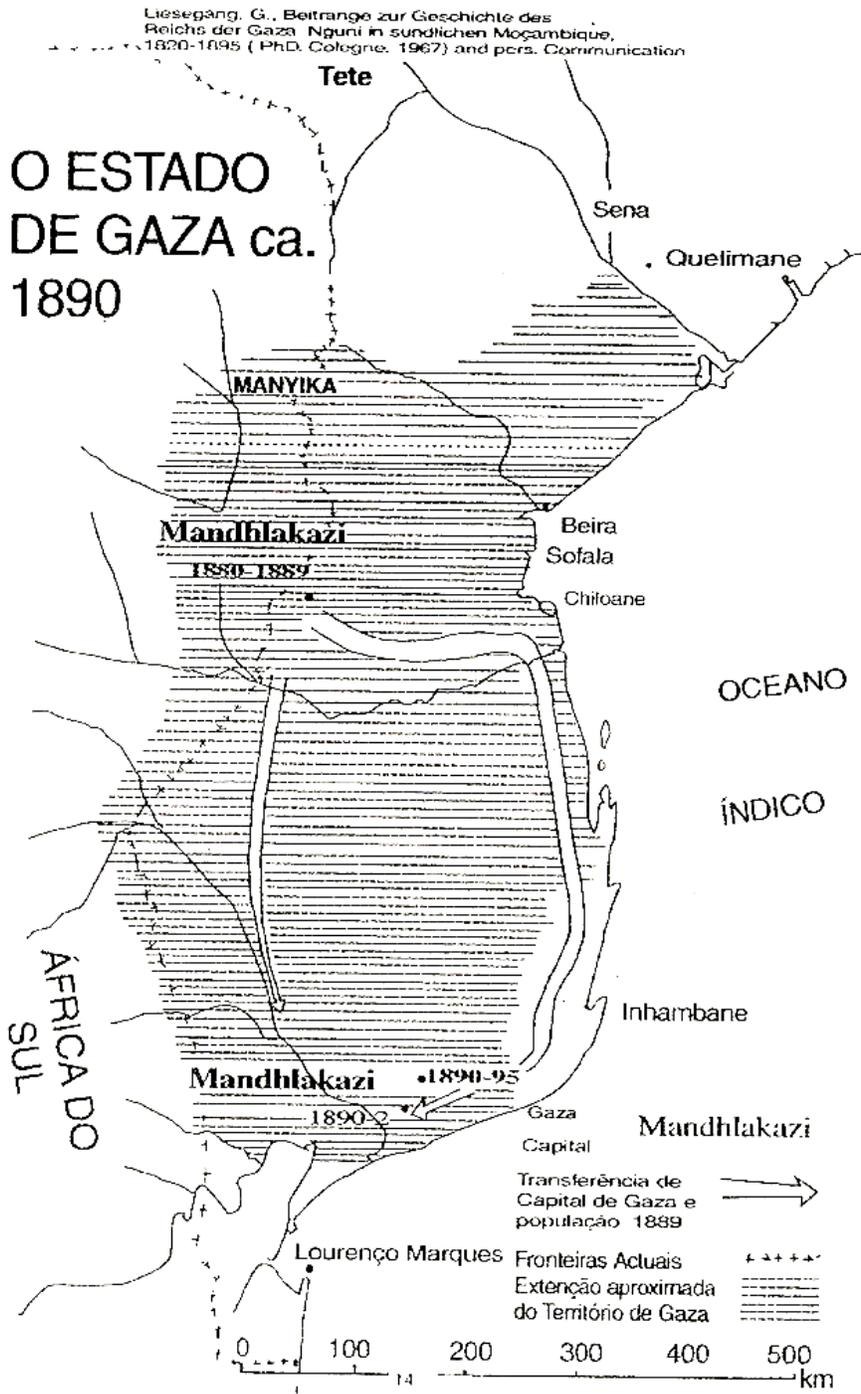 Liesegang. G., Beitrange zur Geschichte des
Reichs der Gaza Nguni in sundlichen Moçambique,
1820-1895 ( PhD. Cologne. 1967) and pers. Communication
Tete
O ESTADO
DE GAZA ca.
1890
Sena
Quelimane
MANYIKA
Mandhlakazi
1880-1889
Beira
Sofala
Chiloane
OCEANO
ÍNDICO
ÁFRICA DO
SUL
Inhambane
Mandhlakazi
1890-95
1890-2
Gaza
Capital
Mandhlakazi
Transferência de
Capital de Gaza e
população 1889
Lourenço Marques
Fronteiras Actuais
Extenção aproximada
do Território de Gaza
0 100 200 300 400 500
km
14